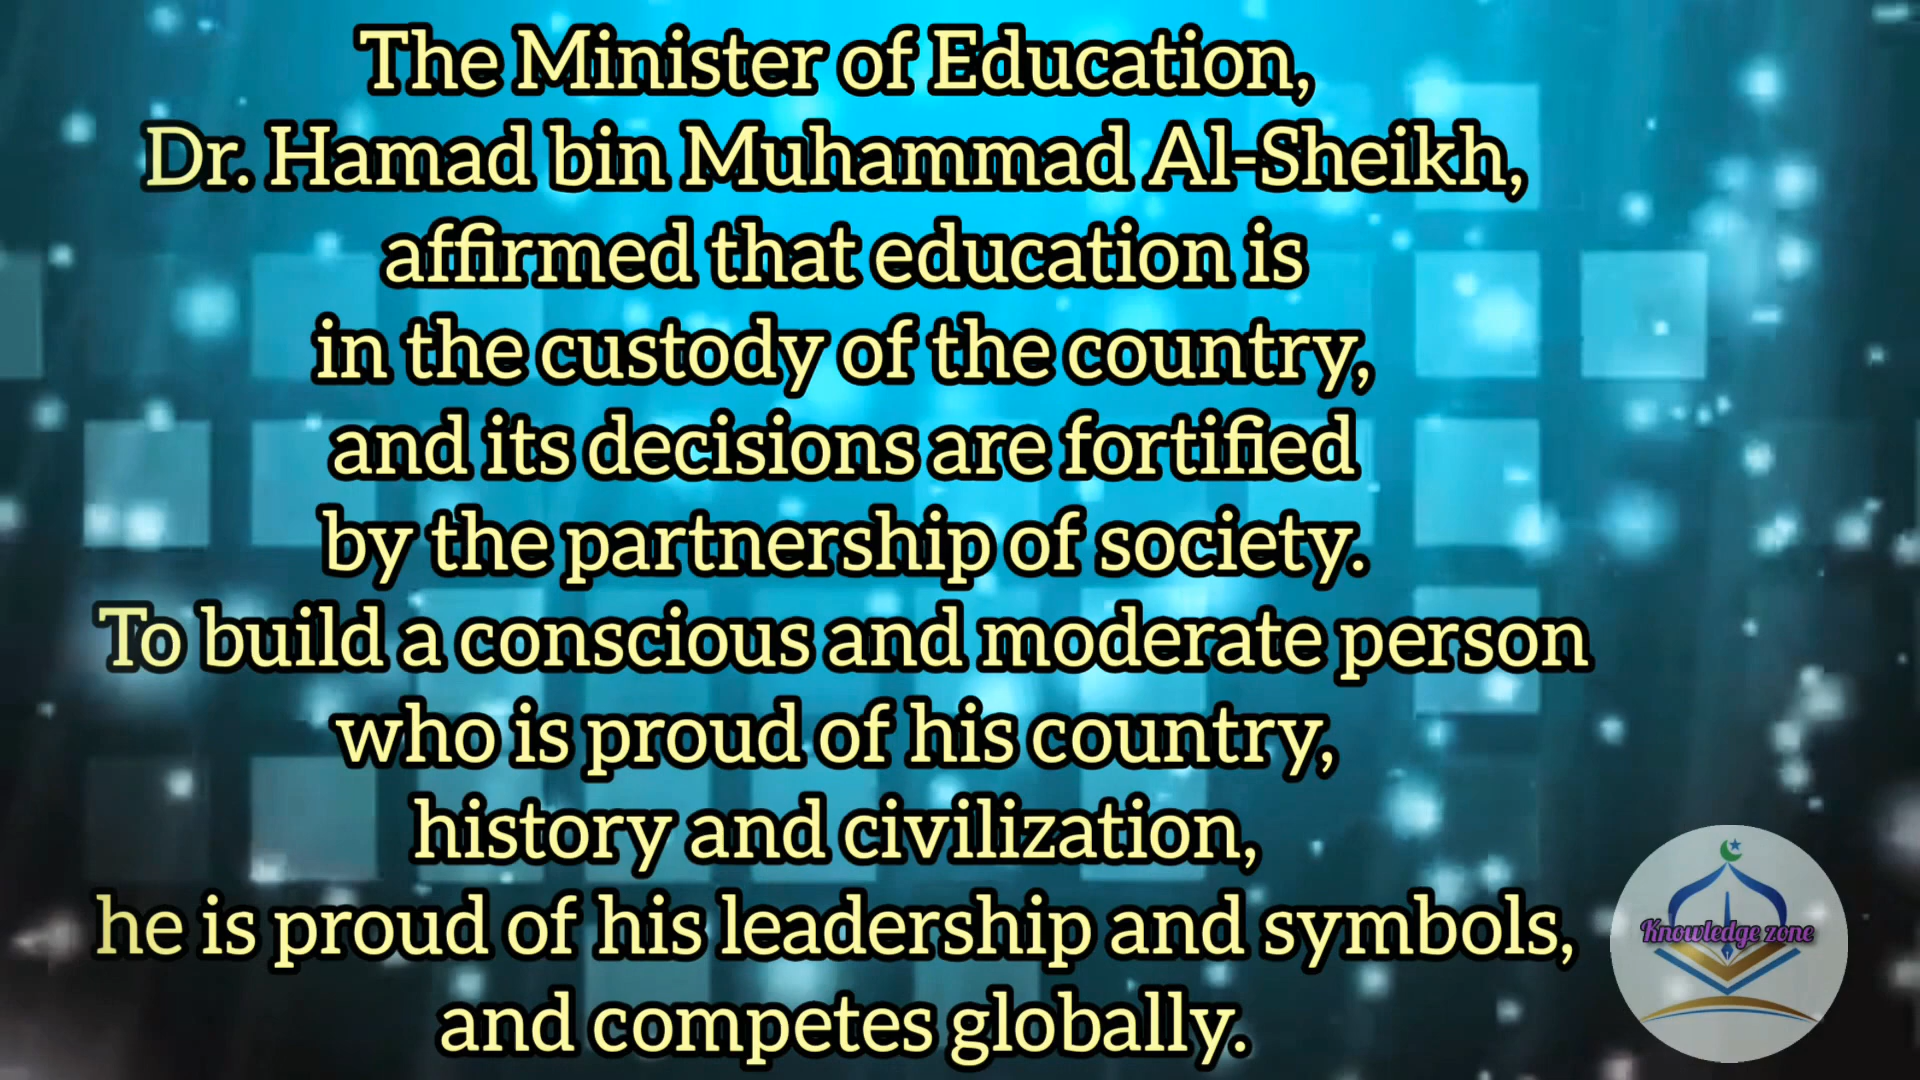 The Minister of Education,
Dr. Hamad bin Muhammad Al-Sheikh,
affirmed that education is
in the custody of the country,
and its decisions are fortified
by the partnership of society.
To build a conscious and moderate person
who is proud of his country,
history and civilization,
he is proud of his leadership and symbols,
and competes globally.
Knowledge zone